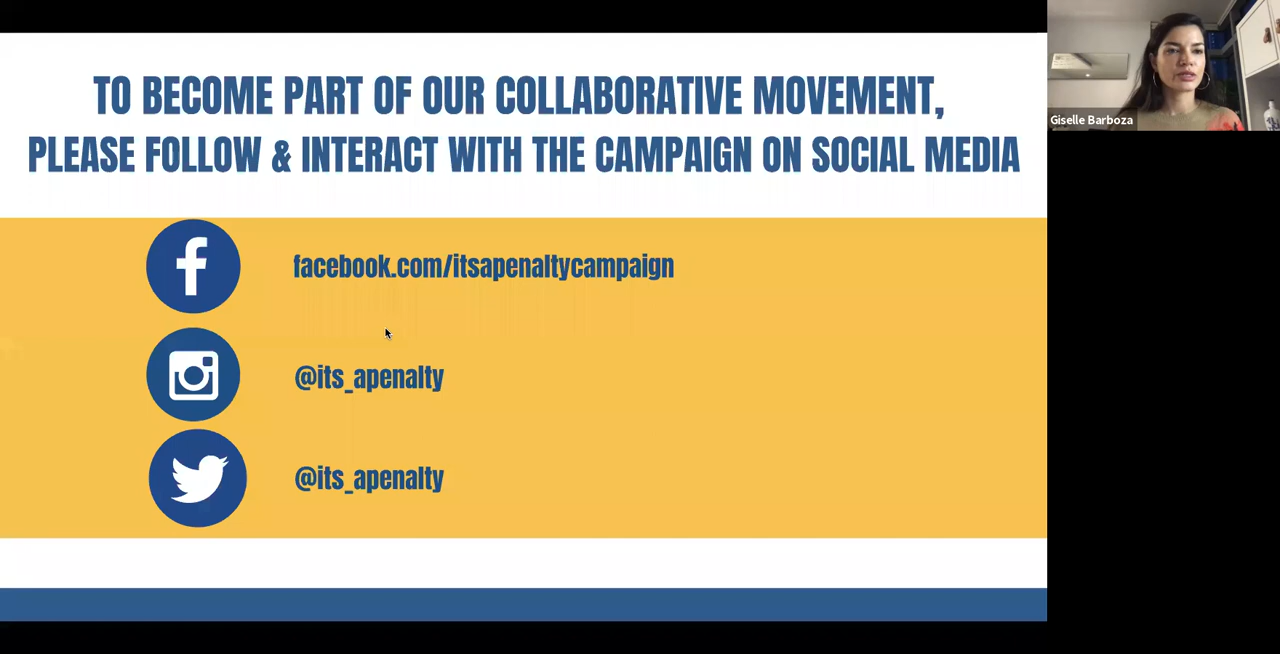 TO BECOME PART OF OUR COLLABORATIVE MOVEMENT,
PLEASE FOLLOW & INTERACT WITH THE CAMPAIGN ON SOCIAL MEDIA
facebook.com/itsapenaltycampaign
@its_apenalty
@its_apenalty
Giselle Barboza